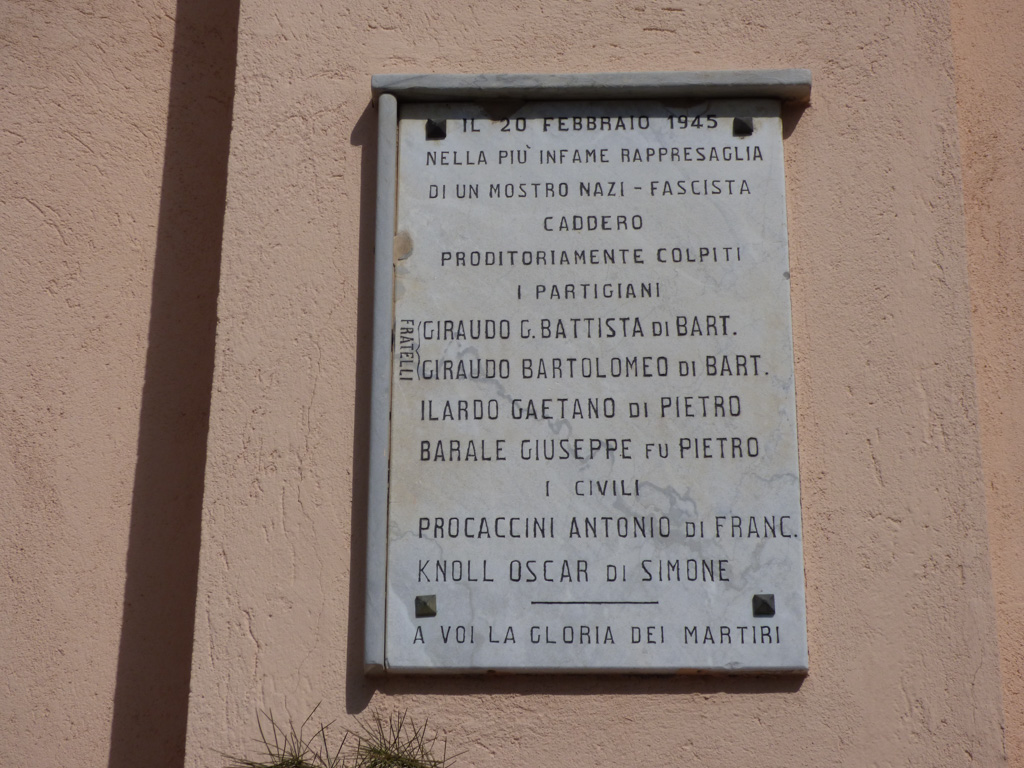 IL 20 FEBBRAIO 1945
NELLA PIÙ INFAME RAPPRESAGLIA
DI UN MOSTRO NAZI - FASCISTA
CADDERO
PRODITORIAMENTE COLPITI
I PARTIGIANI
FRATELLI
GIRAUDO G. BATTISTA DI BART.
GIRAUDO BARTOLOMEO DI BART.
ILARDO GAETANO DI PIETRO
BARALE GIUSEPPE FU PIETRO
I CIVILI
PROCACCINI ANTONIO DI FRANC.
KNOLL OSCAR DI SIMONE
A VOI LA GLORIA DEI MARTIRI